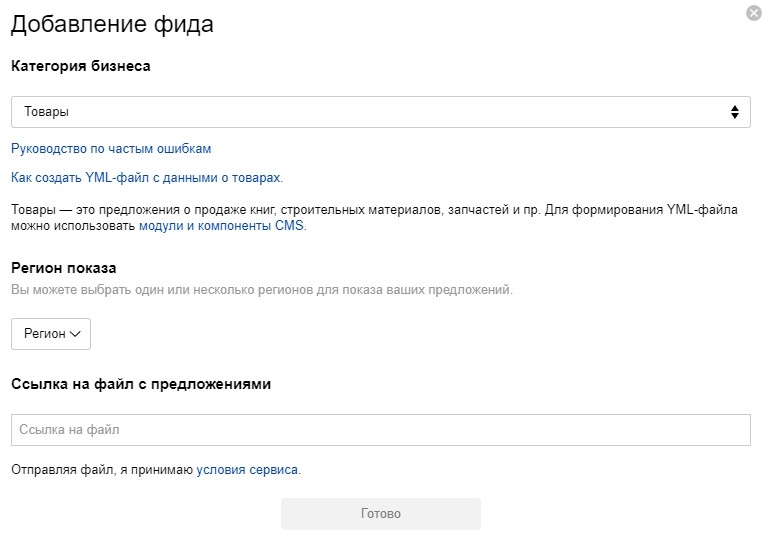 Добавление фида
Категория бизнеса
Товары
Руководство по частым ошибкам
Как создать YML-файл с данными о товарах.
Товары — это предложения о продаже книг, строительных материалов, запчастей и пр. Для формирования YML-файла
можно использовать модули и компоненты CMS.
Регион показа
Вы можете выбрать один или несколько регионов для показа ваших предложений.
Регион
Ссылка на файл с предложениями
Ссылка на файл
Отправляя файл, я принимаю условия сервиса.
Готово